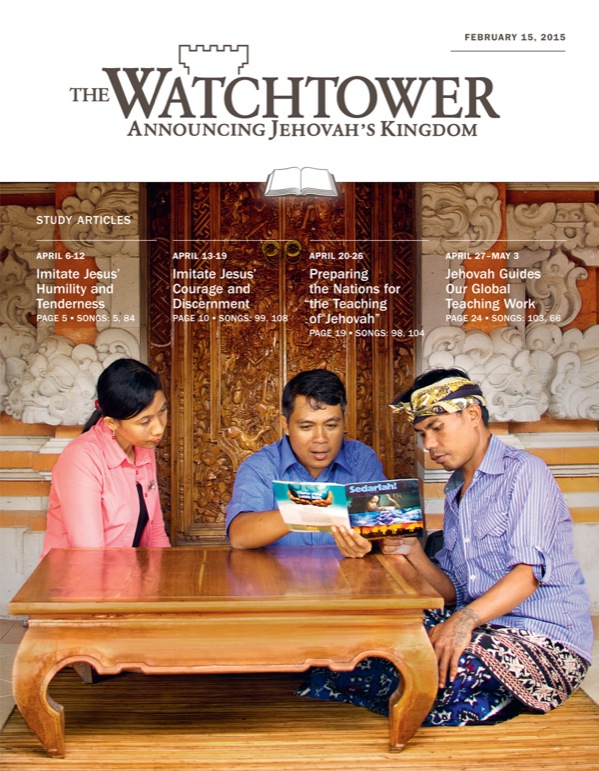 FEBRUARY 15, 2015
THE WATCHTOWER
ANNOUNCING JEHOVAH'S KINGDOM
STUDY ARTICLES
APRIL 6-12
Imitate Jesus'
Humility and
Tenderness
PAGE 5 • SONGS: 5, 84
APRIL 13-19
Imitate Jesus'
Courage and
Discernment
PAGE 10 • SONGS: 99, 108
APRIL 20-26
Preparing
the Nations for
"the Teaching
of Jehovah"
PAGE 19 • SONGS: 98, 104
APRIL 27–MAY 3
Jehovah Guides
Our Global
Teaching Work
PAGE 24 • SONGS: 103, 66
Sedarlah!